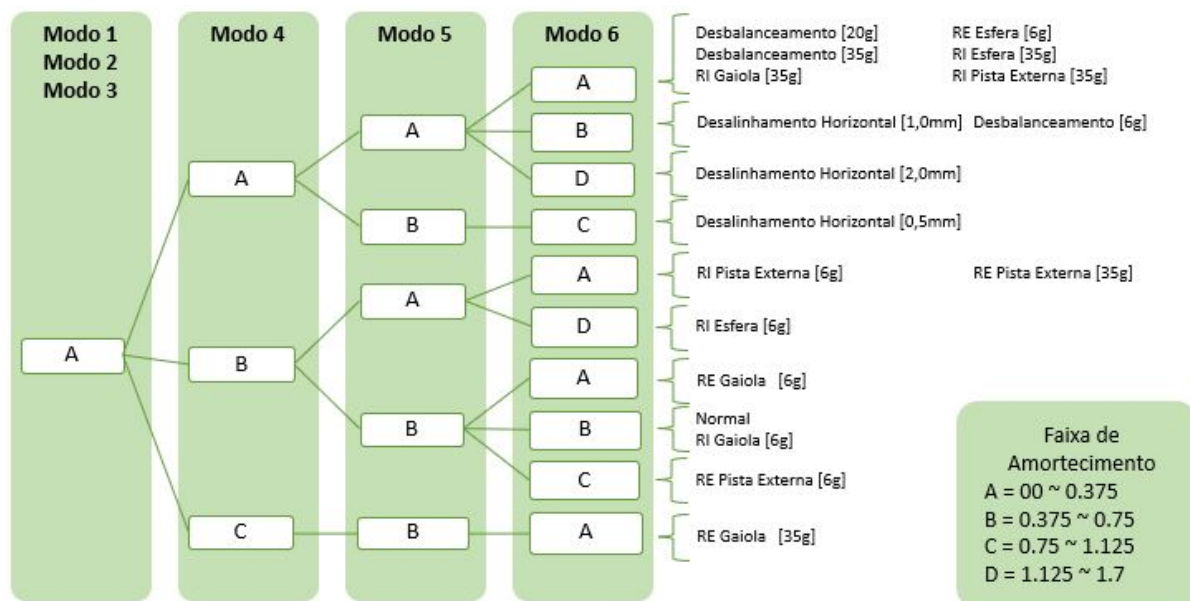 Modo 1
Modo 2
Modo 3
Modo 4
Modo 5
Modo 6
A
A
B
C
A
B
A
B
B
A
B
D
C
A
D
A
B
C
A
Desbalanceamento [20g] RE Esfera [6g]
Desbalanceamento [35g] RI Esfera [35g]
RI Gaiola [35g] RI Pista Externa [35g]
Desalinhamento Horizontal [1,0mm] Desbalanceamento [6g]
Desalinhamento Horizontal [2,0mm]
Desalinhamento Horizontal [0,5mm]
RI Pista Externa [6g] RE Pista Externa [35g]
RI Esfera [6g]
RE Gaiola [6g]
Normal
RI Gaiola [6g]
RE Pista Externa [6g]
RE Gaiola [35g]
Faixa de
Amortecimento
A = 00 ~ 0.375
B = 0.375 ~ 0.75
C = 0.75 ~ 1.125
D = 1.125 ~ 1.7